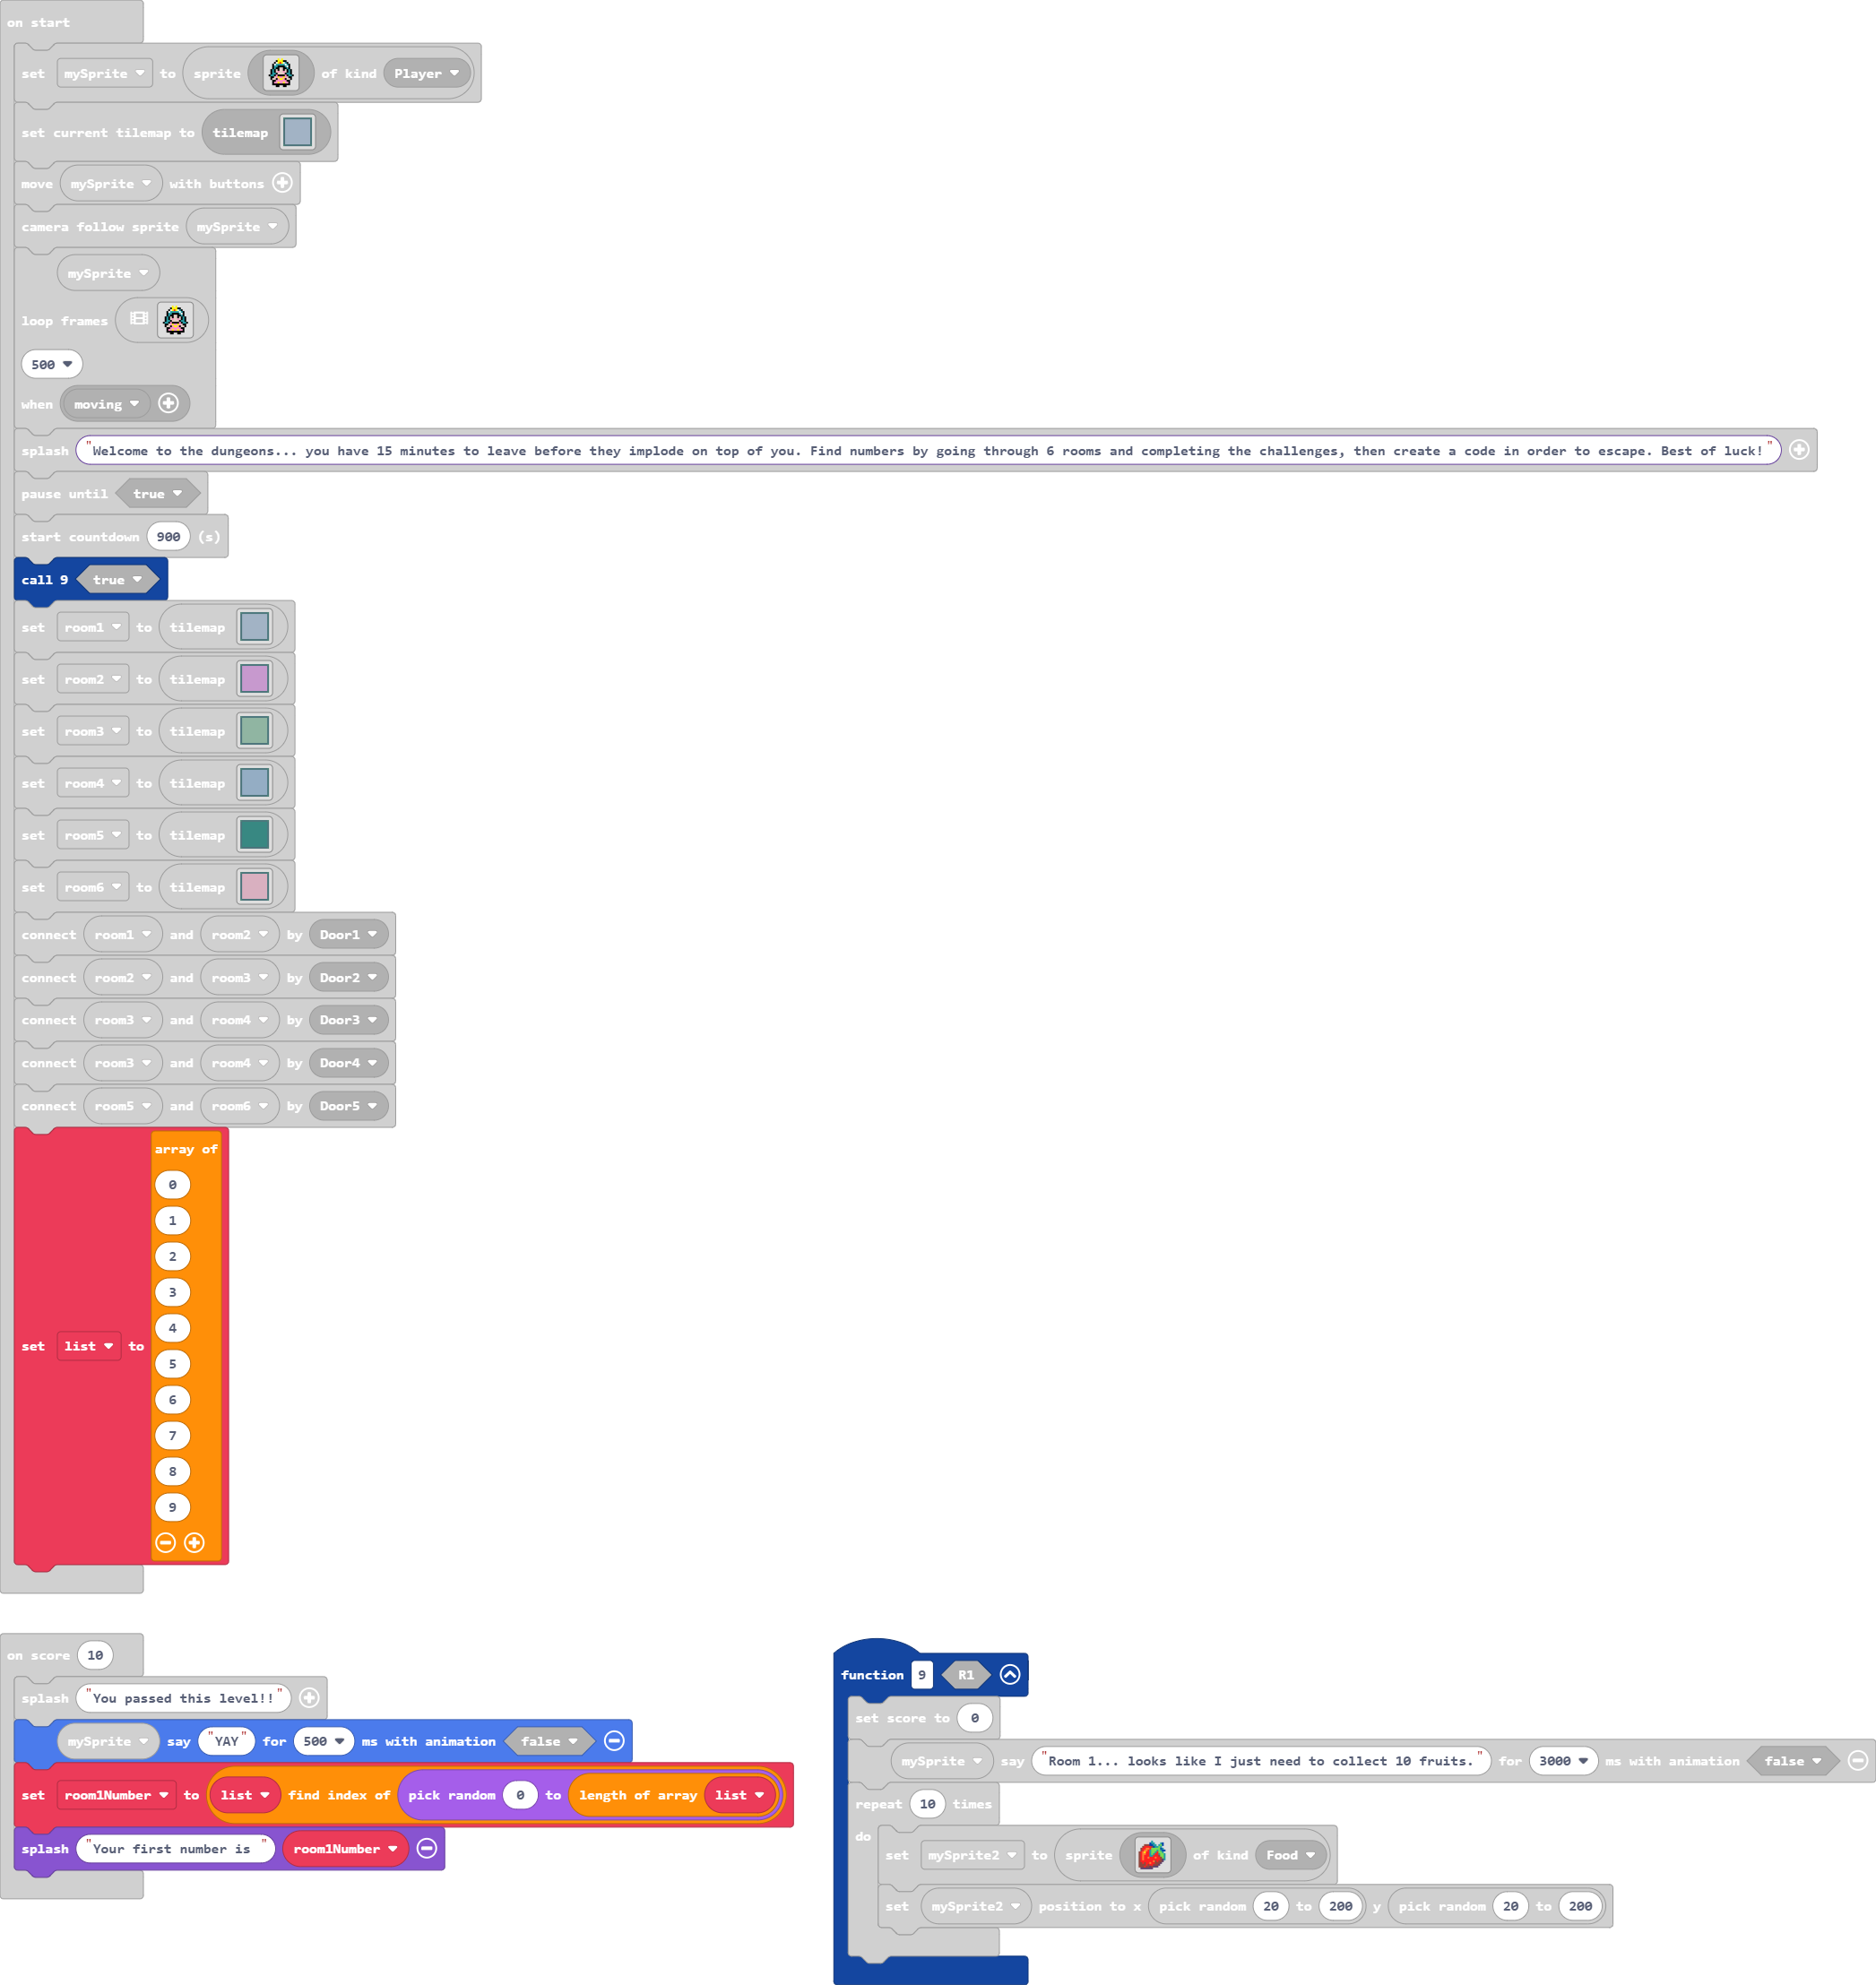 on start
set mySprite to sprite of kind Player
set current tilemap to tilemap
move mySprite with buttons
camera follow sprite mySprite
mySprite
loop frames
500
when moving
splash "Welcome to the dungeons... you have 15 minutes to leave before they implode on top of you. Find numbers by going through 6 rooms and completing the challenges, then create a code in order to escape. Best of luck!"
pause until true
start countdown 900 (s)
call 9 true
set room1 to tilemap
set room2 to tilemap
set room3 to tilemap
set room4 to tilemap
set room5 to tilemap
set room6 to tilemap
connect room1 and room2 by Door1
connect room2 and room3 by Door2
connect room3 and room4 by Door3
connect room3 and room4 by Door4
connect room5 and room6 by Door5
array of
0
1
2
3
4
set list to
5
6
7
8
9
on score 10
splash "You passed this level!!"
mySprite say "YAY" for 500 ms with animation false
set room1Number to list find index of pick random 0 to length of array list
splash "Your first number is " room1Number
function 9 R1
set score to 0
mySprite say "Room 1... looks like I just need to collect 10 fruits." for 3000 ms with animation false
repeat 10 times
do
set mySprite2 to sprite of kind Food
set mySprite2 position to x pick random 20 to 200 y pick random 20 to 200